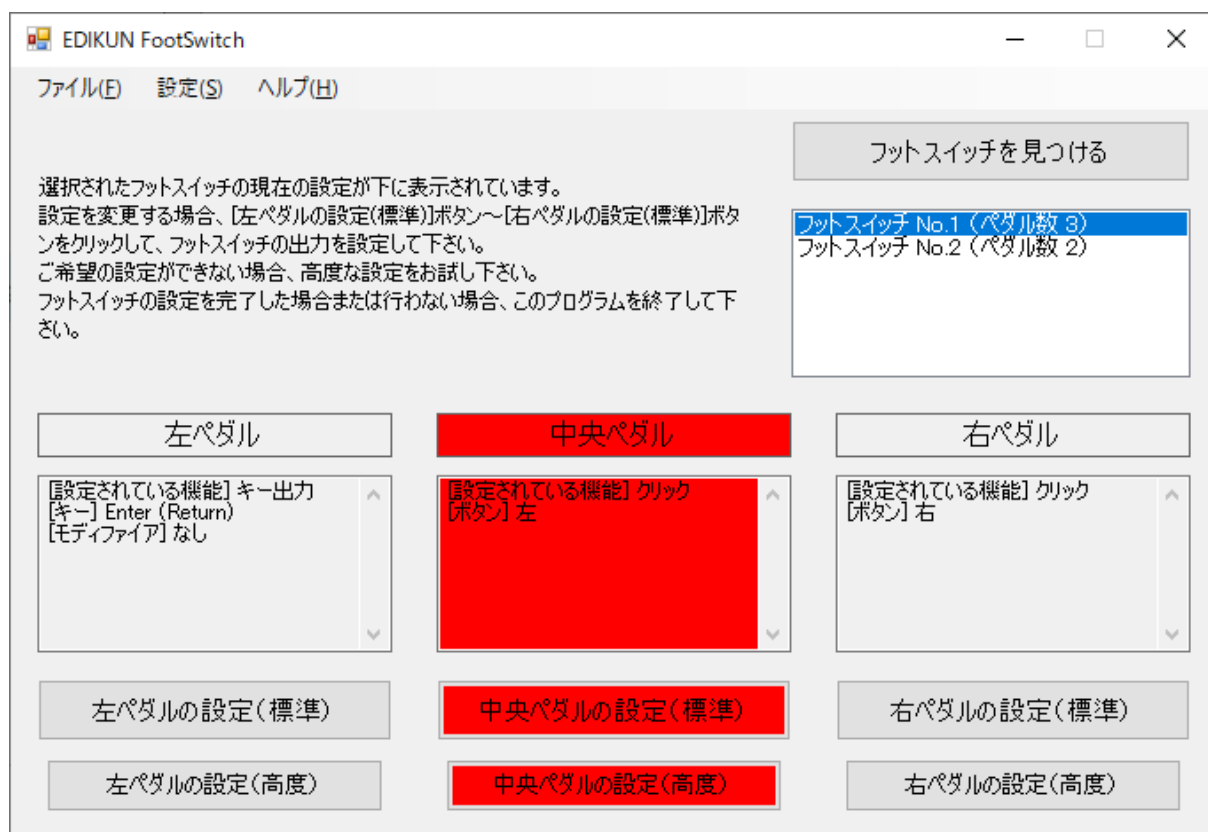 EDIKUN FootSwitch
ファイル(F) 設定(S) ヘルプ(H)
フットスイッチを見つける
選択されたフットスイッチの現在の設定が下に表示されています。
設定を変更する場合、[左ペダルの設定(標準)]ボタン～[右ペダルの設定(標準)]ボタ
ンをクリックして、フットスイッチの出力を設定して下さい。
ご希望の設定ができない場合、高度な設定をお試し下さい。
フットスイッチの設定を完了した場合または行わない場合、このプログラムを終了して下
さい。
フットスイッチ No.1 (ペダル数 3)
フットスイッチ No.2 (ペダル数 2)
左ペダル
[設定されている機能] キー出力
[キー] Enter (Return)
[モディファイア] なし
左ペダルの設定(標準)
左ペダルの設定(高度)
中央ペダル
[設定されている機能] クリック
[ボタン] 左
中央ペダルの設定(標準)
中央ペダルの設定(高度)
右ペダル
[設定されている機能] クリック
[ボタン] 右
右ペダルの設定(標準)
右ペダルの設定(高度)